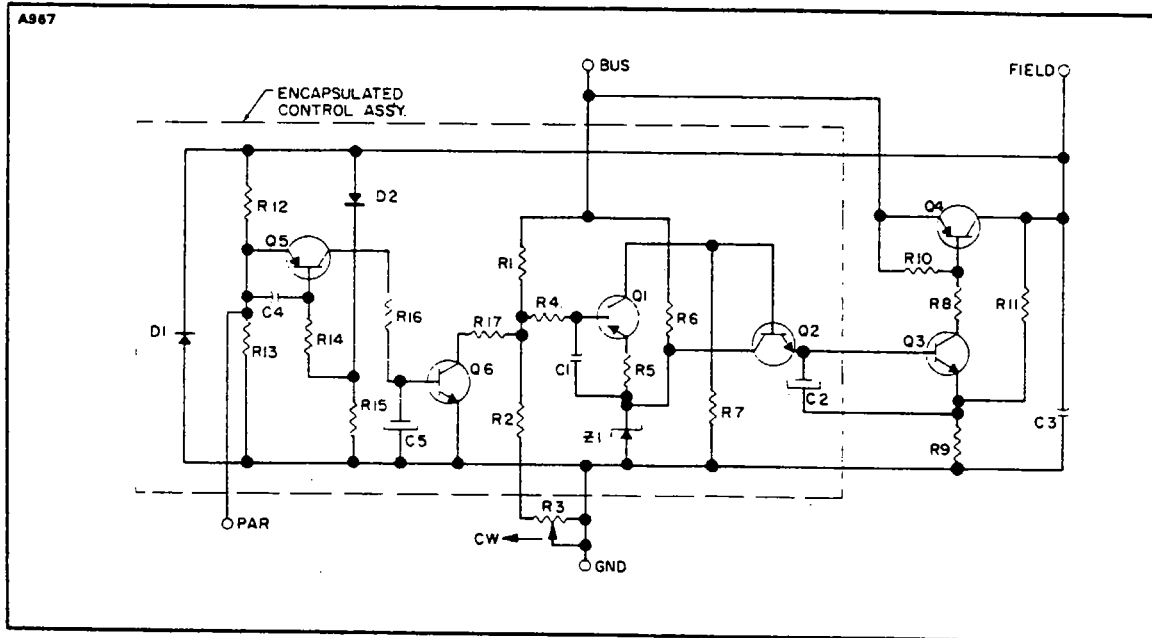 A967
BUS
FIELD
ENCAPSULATED
CONTROL ASSY.
D2
R12
Q5
Q4
R1
R10
Q1
R4
R6
C4
R16
R8
R11
D1
R17
Q2
Q3
R13
R14
Q6
C1
R5
R15
R2
R7
C2
C3
C5
Z1
R9
R3
PAR
CW
GND